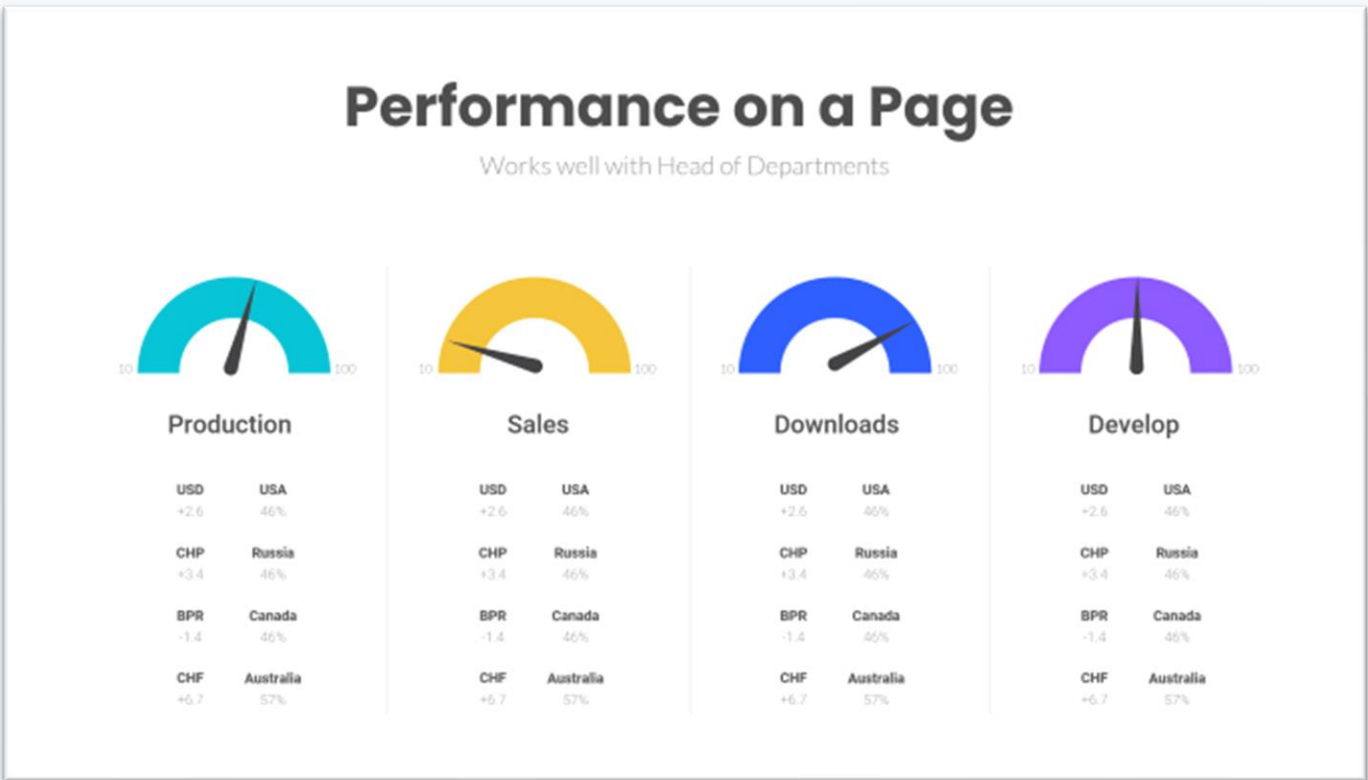 Performance on a Page
Works well with Head of Departments
10 100 10 100 10 100 10 100
Production Sales Downloads Develop
USD USA USD USA USD USA USD USA
+2.6 46% +2.6 46% +2.6 46% +2.6 46%
CHP Russia CHP Russia CHP Russia CHP Russia
+3.4 46% +3.4 46% +3.4 46% +3.4 46%
BPR Canada BPR Canada BPR Canada BPR Canada
-1.4 46% -1.4 46% -1.4 46% -1.4 46%
CHF Australia CHF Australia CHF Australia CHF Australia
+6.7 57% +6.7 57% +6.7 57% +6.7 57%